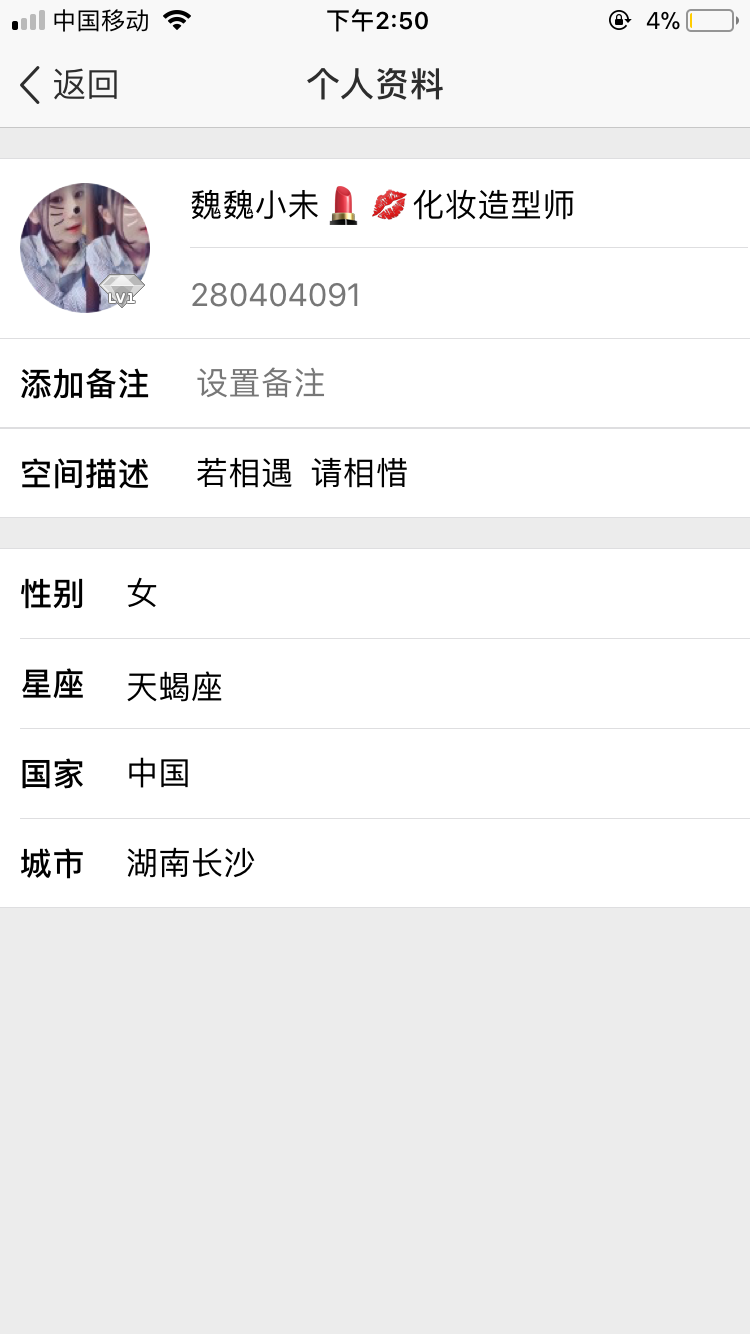 中国移动 下午2:50 4%
返回 个人资料
魏魏小未💄💋化妆造型师
LV1
280404091
添加备注 设置备注
空间描述 若相遇 请相惜
性别 女
星座 天蝎座
国家 中国
城市 湖南长沙